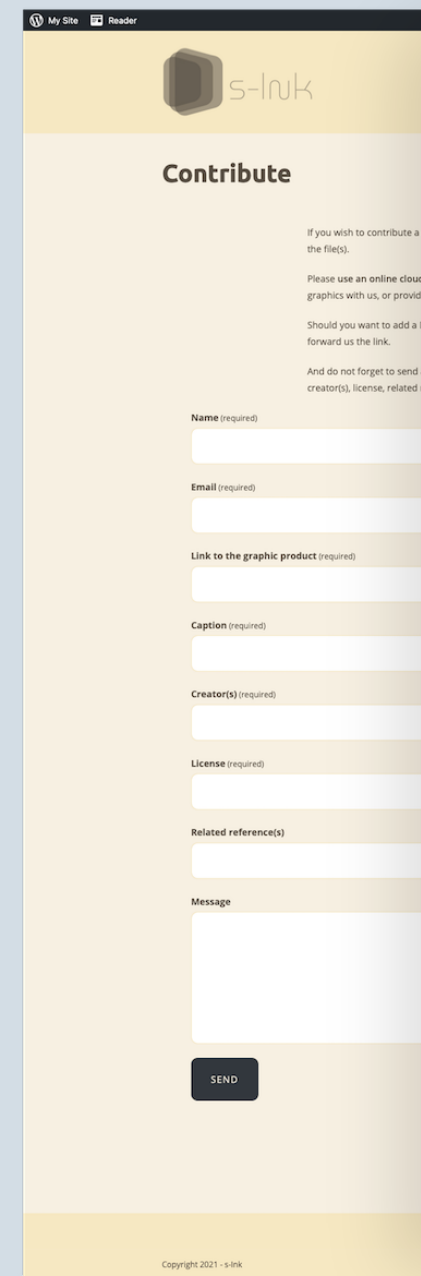 My Site Reader
s-Ink
Contribute
If you wish to contribute a
the file(s).
Please use an online cloud
graphics with us, or provid
Should you want to add a
forward us the link.
And do not forget to send
creator(s), license, related
Name (required)
Email (required)
Link to the graphic product (required)
Caption (required)
Creator(s) (required)
License (required)
Related reference(s)
Message
SEND
Copyright 2021 - s-Ink